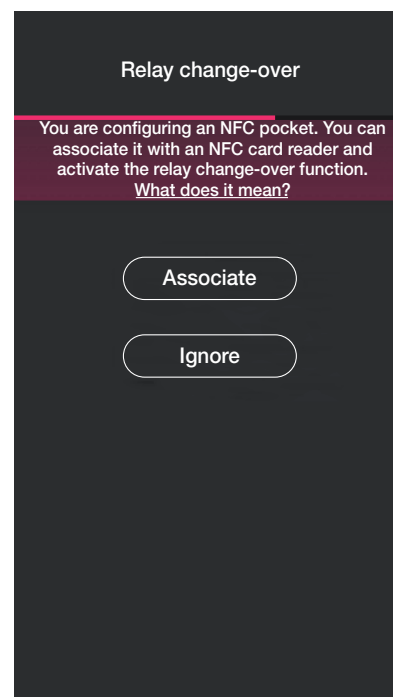 Relay change-over
You are configuring an NFC pocket. You can
associate it with an NFC card reader and
activate the relay change-over function.
What does it mean?
Associate
Ignore